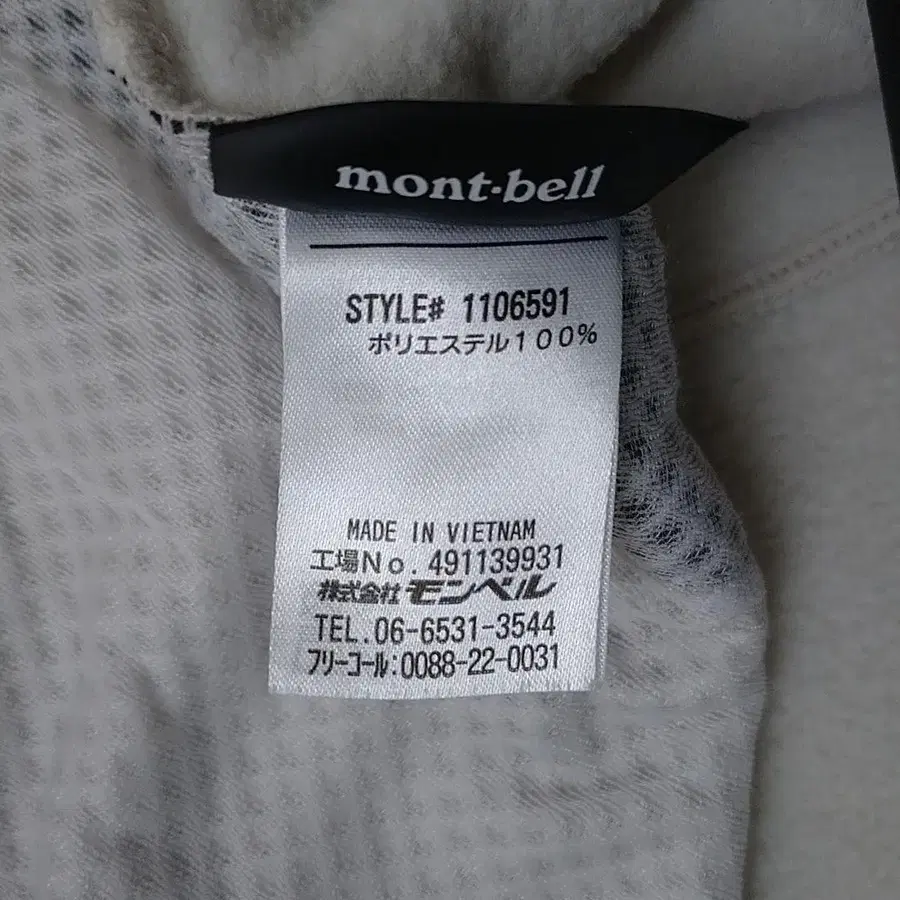 mont-bell
STYLE# 1106591
ポリエステル100%
MADE IN VIETNAM
工場No.491139931
株式会社モンベル
TEL.06-6531-3544
フリーコール:0088-22-0031